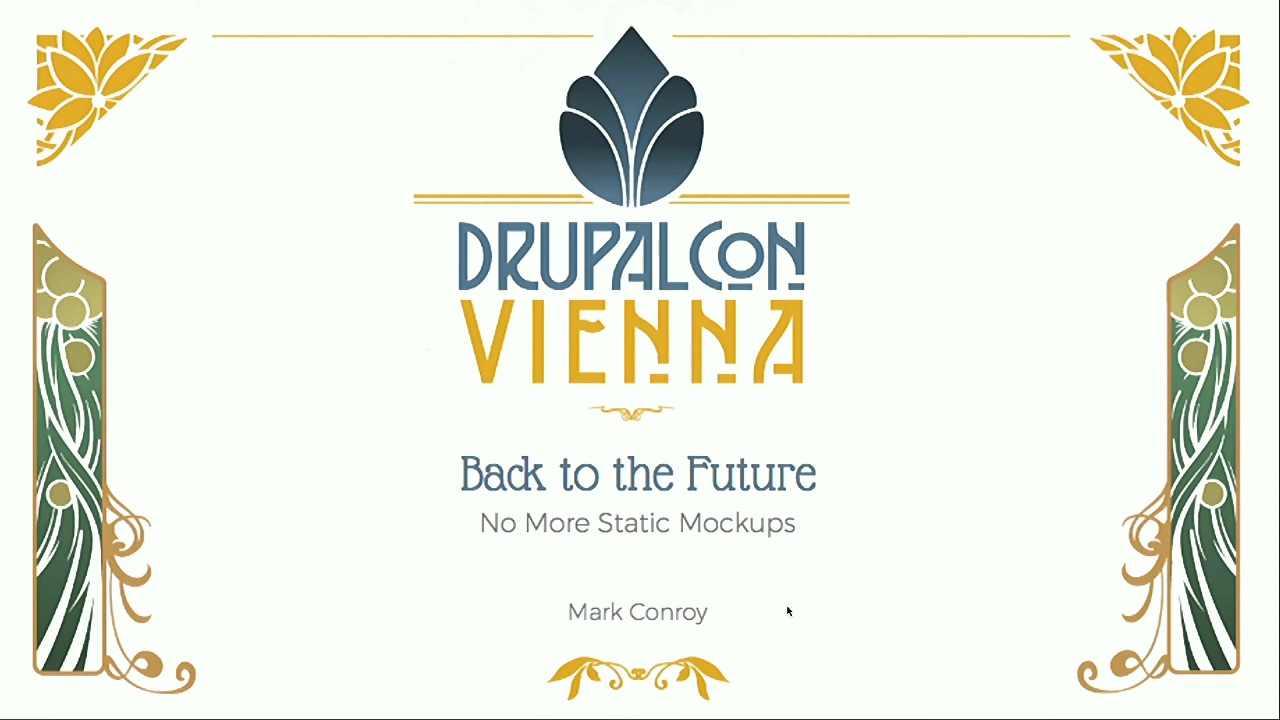 DRUPALCON
VIENNA
Back to the Future
No More Static Mockups
Mark Conroy